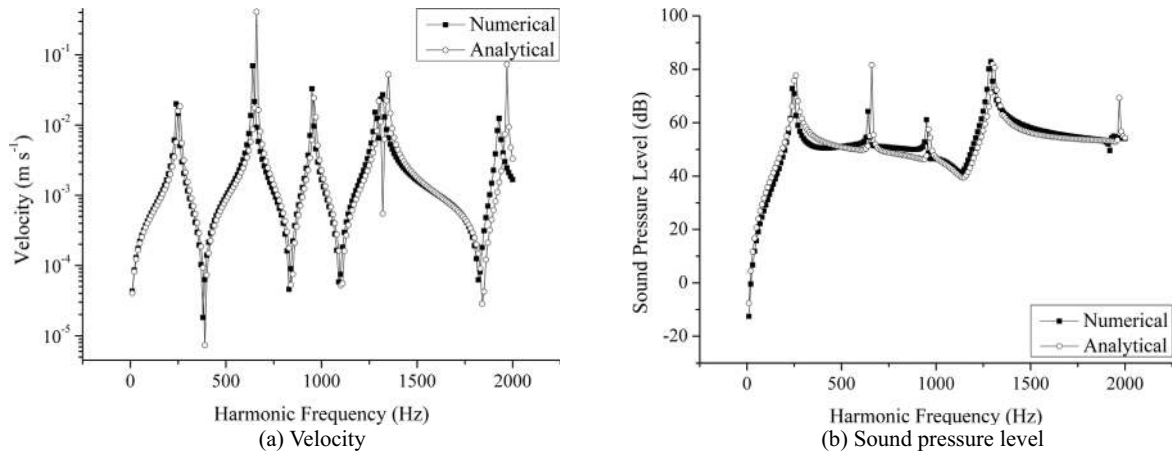 Numerical
Analytical
10⁻¹
10⁻²
10⁻³
10⁻⁴
10⁻⁵
Velocity (m s⁻¹)
0
500
1000
1500
2000
Harmonic Frequency (Hz)
(a) Velocity
100
80
60
40
20
0
-20
Sound Pressure Level (dB)
Numerical
Analytical
0
500
1000
1500
2000
Harmonic Frequency (Hz)
(b) Sound pressure level